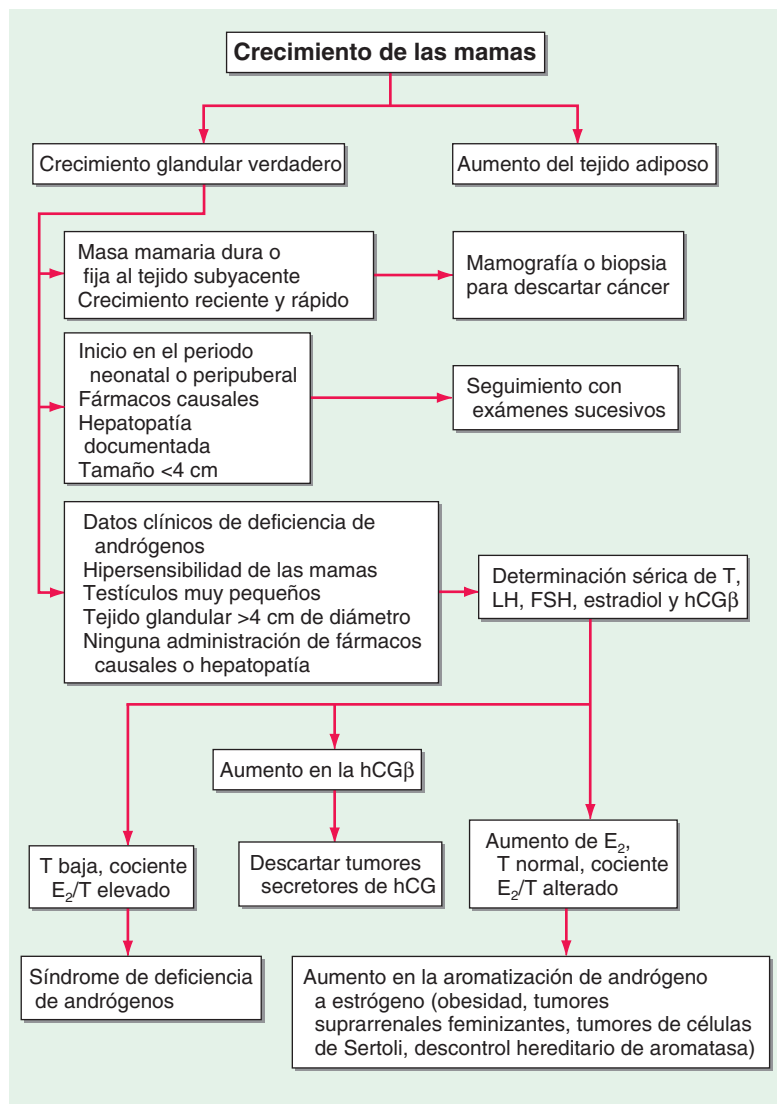 Crecimiento de las mamas
Crecimiento glandular verdadero
Aumento del tejido adiposo
Masa mamaria dura o
fija al tejido subyacente
Crecimiento reciente y rápido
Mamografía o biopsia
para descartar cáncer
Inicio en el periodo
neonatal o peripuberal
Fármacos causales
Hepatopatía
documentada
Tamaño <4 cm
Seguimiento con
exámenes sucesivos
Datos clínicos de deficiencia de
andrógenos
Hipersensibilidad de las mamas
Testículos muy pequeños
Tejido glandular >4 cm de diámetro
Ninguna administración de fármacos
causales o hepatopatía
Determinación sérica de T,
LH, FSH, estradiol y hCGβ
Aumento en la hCGβ
T baja, cociente
E₂/T elevado
Descartar tumores
secretores de hCG
Aumento de E₂,
T normal, cociente
E₂/T alterado
Síndrome de deficiencia
de andrógenos
Aumento en la aromatización de andrógeno
a estrógeno (obesidad, tumores
suprarrenales feminizantes, tumores de células
de Sertoli, descontrol hereditario de aromatasa)